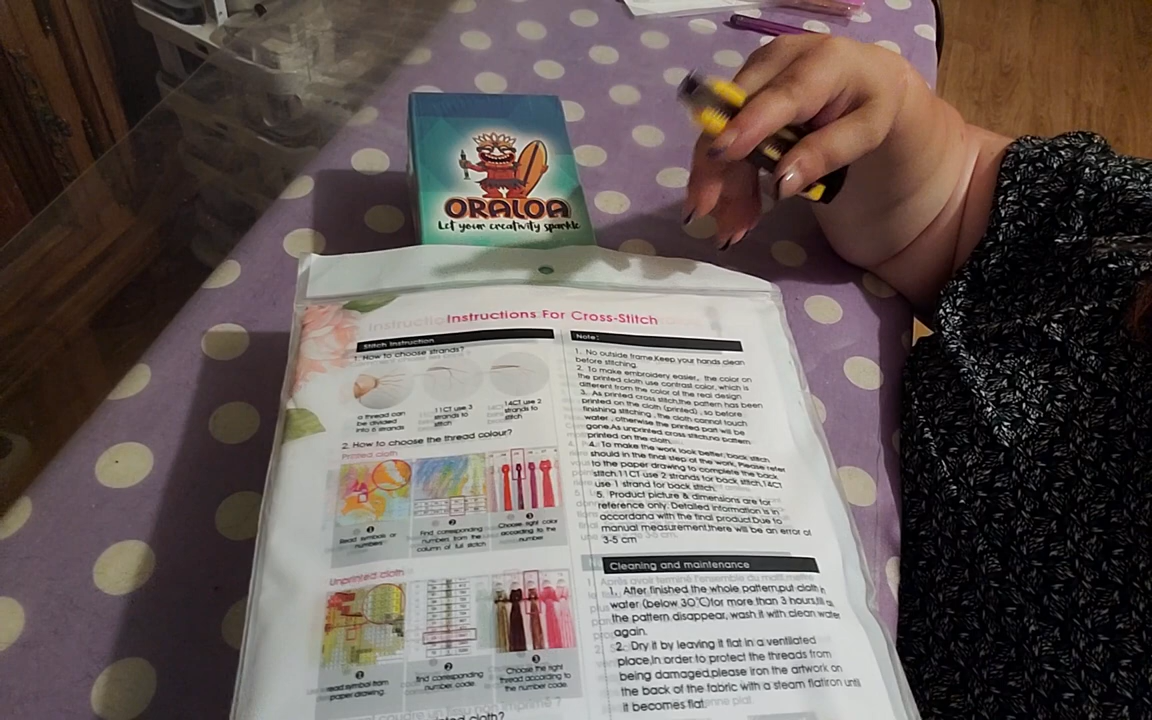 ORALOA
Let your creativity sparkle
Instructions For Cross-Stitch
Stitch Instruction
1. How to choose strands?
a thread can
be divided
into 6 strands
11CT use 3
strands to
stitch
14CT use 2
strands to
stitch
2. How to choose the thread colour?
Printed cloth
1
Read symbols or
numbers
2
Find corresponding
numbers from the
column of full stitch
3
Choose right color
according to the
number
Unprinted cloth
1
read symbol from
paper drawing.
2
find corresponding
number code.
3
Choose the right
thread according to
the number code.
Note:
1. No outside frame.Keep your hands clean
before stitching.
2. To make embroidery easier, the color on
the printed cloth use contrast color, which is
different from the color of the real design
3. As printed cross stitch,the pattern has been
printed on the cloth (printed) ,so before
finishing stitching , the cloth cannot touch
water , otherwise the printed part will be
gone.As unprinted cross stitch,no pattern
printed on the cloth.
4. To make the work look better, back stitch
should in the final step of the work, Please refer
to the paper drawing to complete the back
stitch.11CT use 2 strands for back stitch,14CT
use 1 strand for back stitch.
5. Product picture & dimensions are for
reference only. Detailed information is in
accordana with the final product.Due to
manual measurement,there will be an error of
3-5 cm
Cleaning and maintenance
1. After finished the whole pattern,put cloth in
water (below 30°C)for more than 3 hours,till
the pattern disappear, wash it with clean water
again.
2. Dry it by leaving it flat in a ventilated
place,in order to protect the threads from
being damaged,please iron the artwork on
the back of the fabric with a steam flatiron until
it becomes flat.